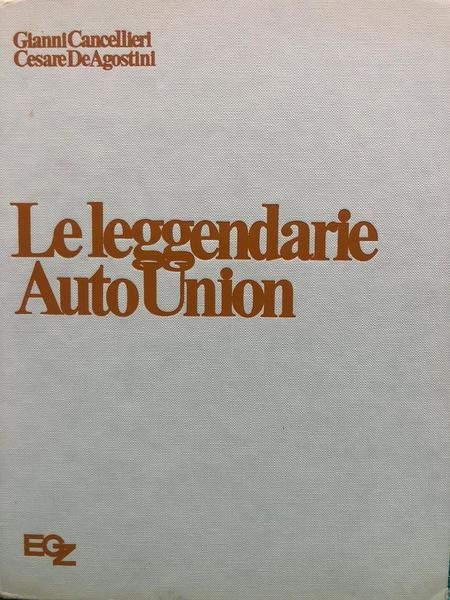 Gianni Cancellieri
Cesare De Agostini
Le leggendarie
Auto Union
EGZ